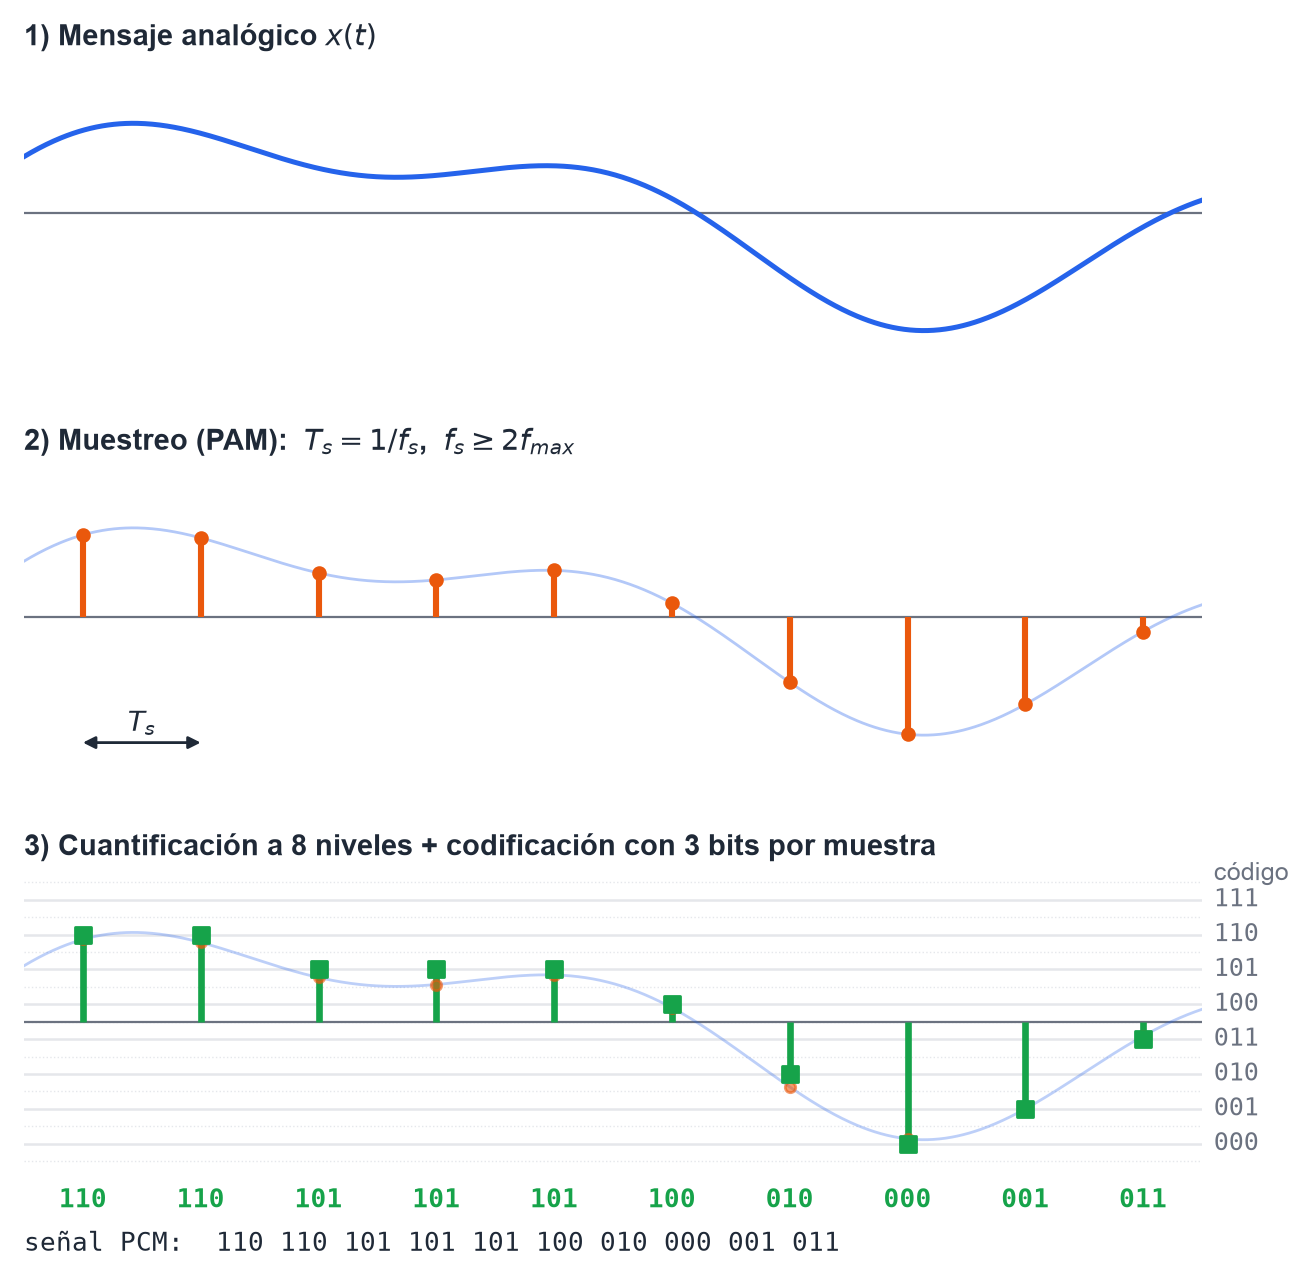 1) Mensaje analógico x(t)
2) Muestreo (PAM): Ts = 1/fs, fs ≥ 2fmax
Ts
3) Cuantificación a 8 niveles + codificación con 3 bits por muestra
código
111
110
101
100
011
010
001
000
110 110 101 101 101 100 010 000 001 011
señal PCM: 110 110 101 101 101 100 010 000 001 011